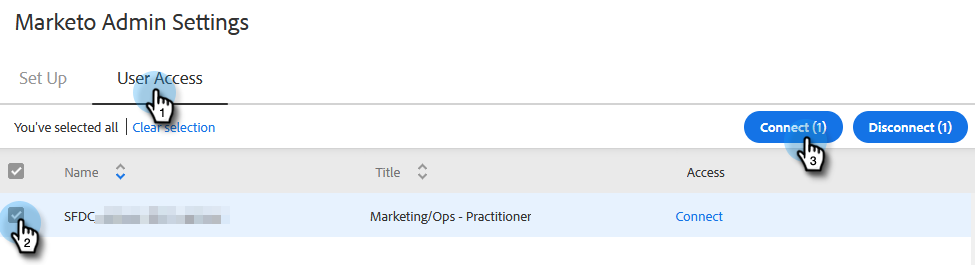 Marketo Admin Settings
Set Up User Access
1
You've selected all Clear selection Connect (1) Disconnect (1)
3
Name Title Access
SFDC Marketing/Ops - Practitioner Connect
2